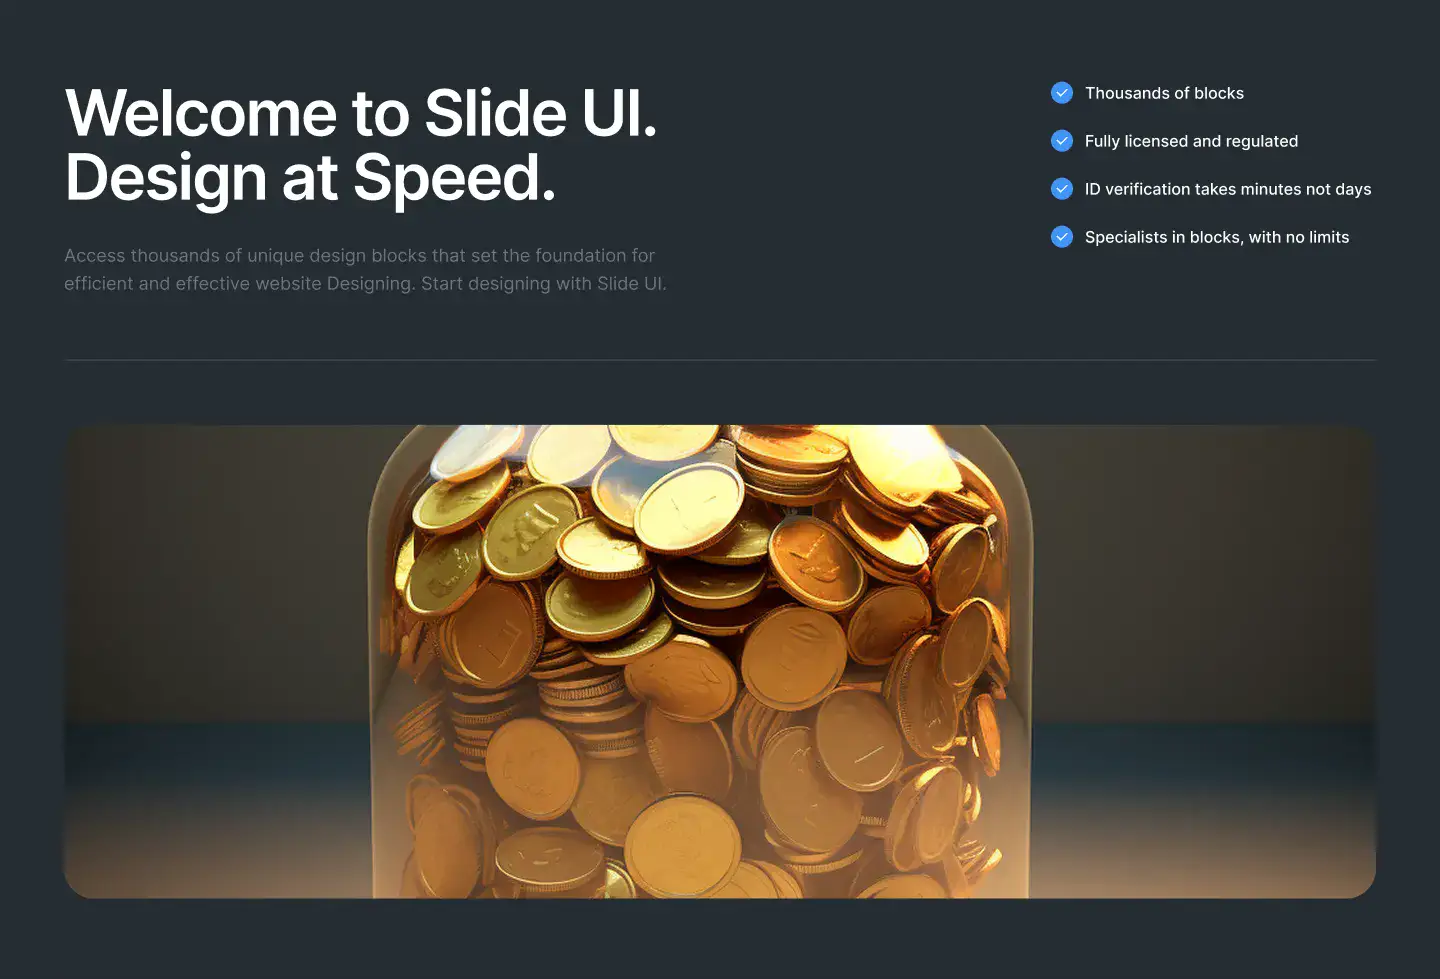 Welcome to Slide UI.
Design at Speed.
Access thousands of unique design blocks that set the foundation for
efficient and effective website Designing. Start designing with Slide UI.
Thousands of blocks
Fully licensed and regulated
ID verification takes minutes not days
Specialists in blocks, with no limits